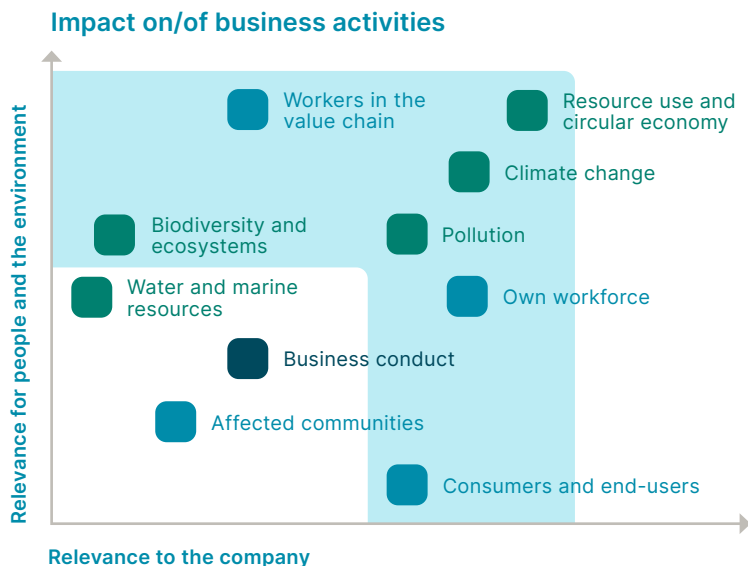 Impact on/of business activities
Relevance for people and the environment
Workers in the
value chain
Resource use and
circular economy
Climate change
Biodiversity and
ecosystems
Pollution
Water and marine
resources
Own workforce
Business conduct
Affected communities
Consumers and end-users
Relevance to the company